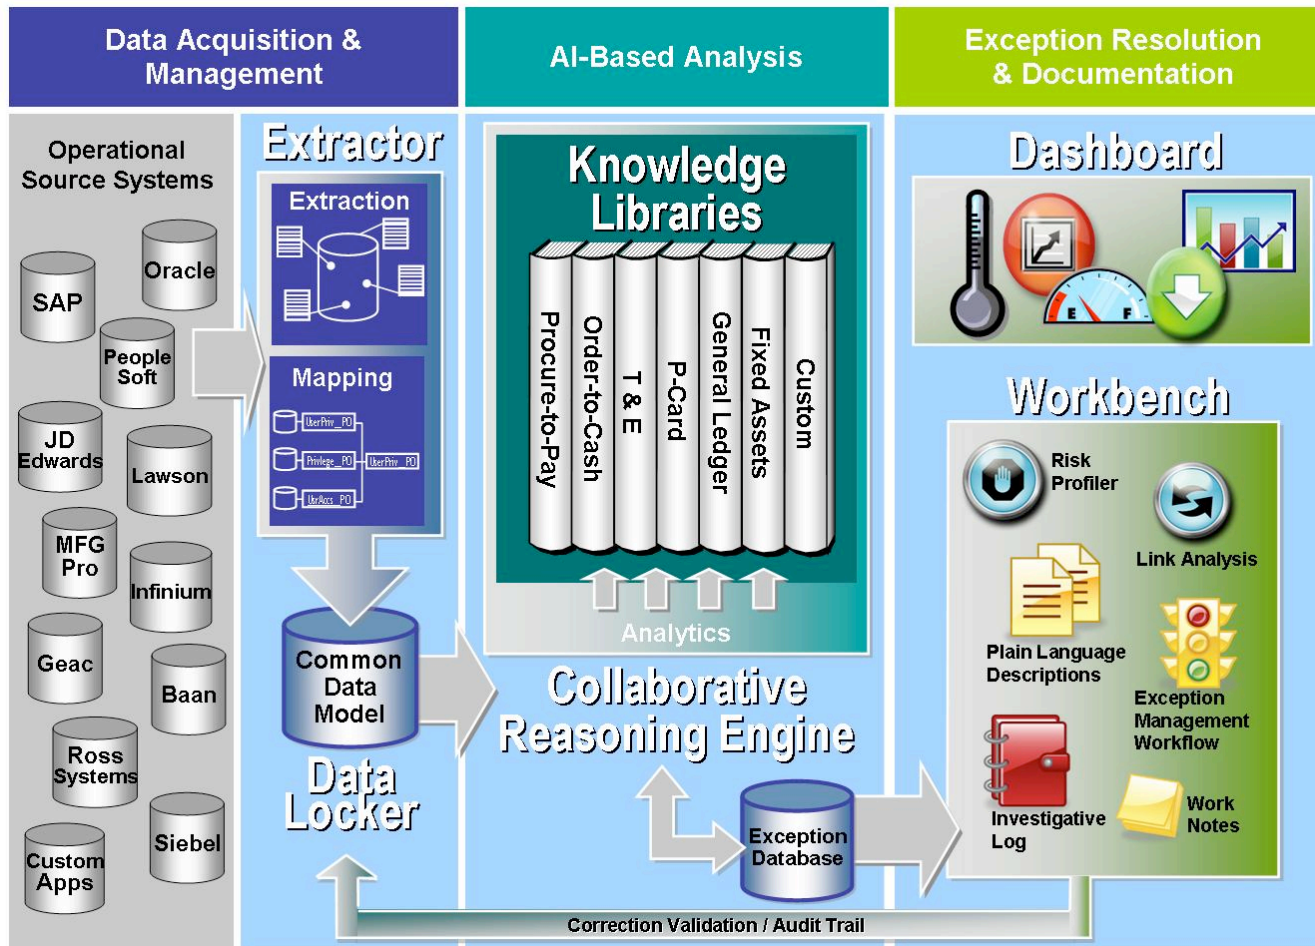 Data Acquisition &
Management
AI-Based Analysis
Exception Resolution
& Documentation
Operational
Source Systems
SAP
Oracle
People
Soft
JD
Edwards
Lawson
MFG
Pro
Infinium
Geac
Baan
Ross
Systems
Siebel
Custom
Apps
Extractor
Extraction
Mapping
UserPriv_PO
Privilege_PO
UserPriv_PO
UsrAccs_PO
Common
Data
Model
Data
Locker
Knowledge
Libraries
Procure-to-Pay
Order-to-Cash
T & E
P-Card
General Ledger
Fixed Assets
Custom
Analytics
Collaborative
Reasoning Engine
Exception
Database
Dashboard
E F
Workbench
Risk
Profiler
Link Analysis
Plain Language
Descriptions
Exception
Management
Workflow
Investigative
Log
Work
Notes
Correction Validation / Audit Trail